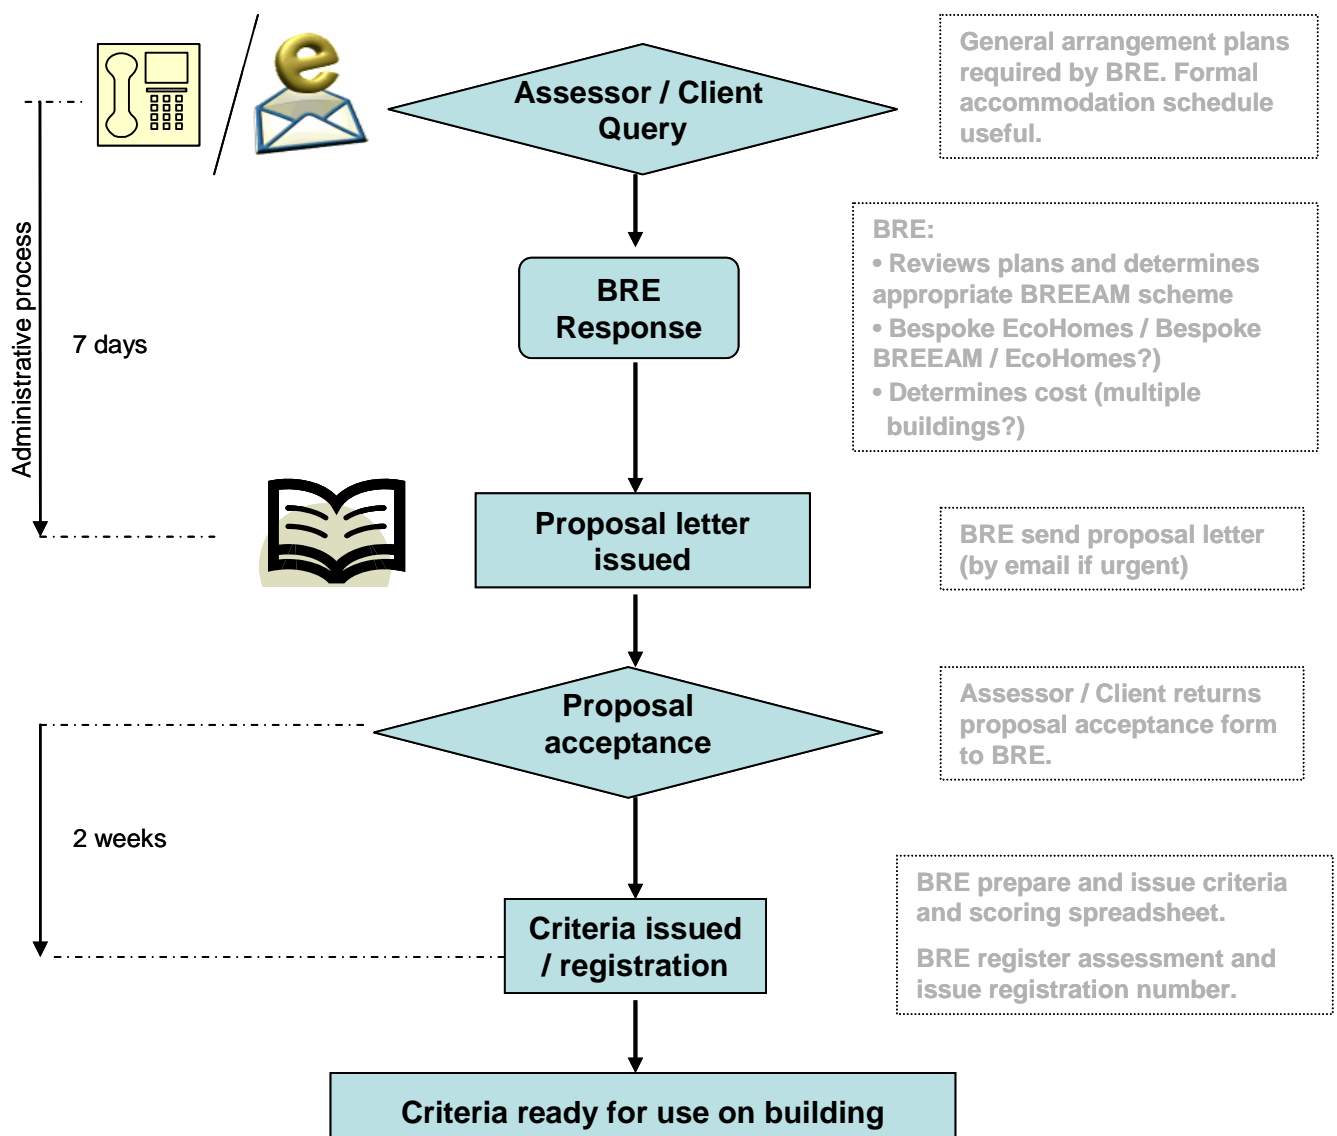 e
Assessor / Client
Query
General arrangement plans
required by BRE. Formal
accommodation schedule
useful.
Administrative process
7 days
BRE
Response
BRE:
• Reviews plans and determines
appropriate BREEAM scheme
• Bespoke EcoHomes / Bespoke
BREEAM / EcoHomes?)
• Determines cost (multiple
buildings?)
Proposal letter
issued
BRE send proposal letter
(by email if urgent)
Proposal
acceptance
Assessor / Client returns
proposal acceptance form
to BRE.
2 weeks
Criteria issued
/ registration
BRE prepare and issue criteria
and scoring spreadsheet.
BRE register assessment and
issue registration number.
Criteria ready for use on building